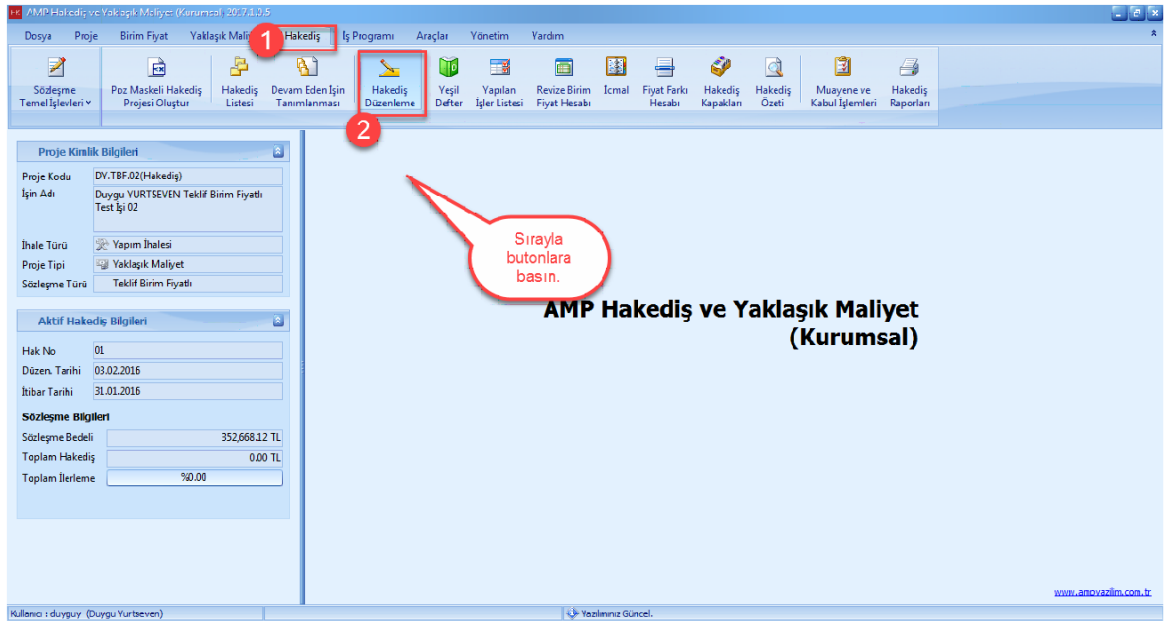 AMP Hakediş ve Yaklaşık Maliyet (Kurumsal) 2017.1.0.5
Dosya Proje Birim Fiyat Yaklaşık Mali 1 Hakediş İş Programı Araçlar Yönetim Yardım
Sözleşme Temel İşlevleri
Poz Maskeli Hakediş Projesi Oluştur
Hakediş Listesi
Devam Eden İşin Tanımlanması
Hakediş Düzenleme
Yeşil Defter
Yapılan İşler Listesi
Revize Birim Fiyat Hesabı
İcmal
Fiyat Farkı Hesabı
Hakediş Kapakları
Hakediş Özeti
Muayene ve Kabul İşlemleri
Hakediş Raporları
2
Proje Kimlik Bilgileri
Proje Kodu DV.TBF.02(Hakediş)
İşin Adı Duygu YURTSEVEN Teklif Birim Fiyatlı
Test İşi 02
İhale Türü Yapım İhalesi
Proje Tipi Yaklaşık Maliyet
Sözleşme Türü Teklif Birim Fiyatlı
Aktif Hakediş Bilgileri
Hak No 01
Düzen. Tarihi 03.02.2016
İtibar Tarihi 31.01.2016
Sözleşme Bilgileri
Sözleşme Bedeli 352,668.12 TL
Toplam Hakediş 0.00 TL
Toplam İlerleme %0.00
Sırayla
butonlara
basın.
AMP Hakediş ve Yaklaşık Maliyet
(Kurumsal)
www.ampyazilim.com.tr
Kullanıcı : duyguy (Duygu Yurtseven) Yazılımınız Güncel.